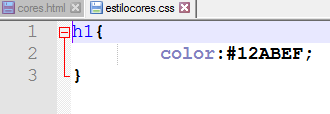 cores.html estilocores.css
1 h1{
2 color:#12ABEF;
3 }